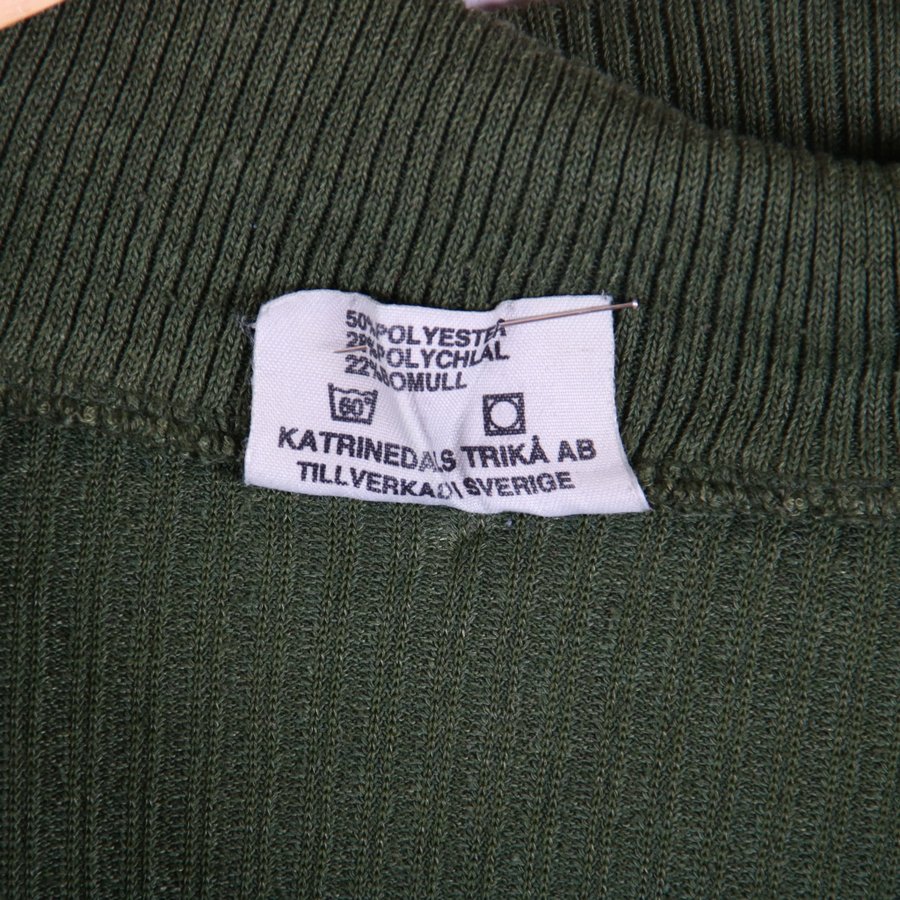 50% POLYESTER
28% POLYCHLAL
22% BOMULL
60°
KATRINEDALS TRIKÅ AB
TILLVERKAD I SVERIGE